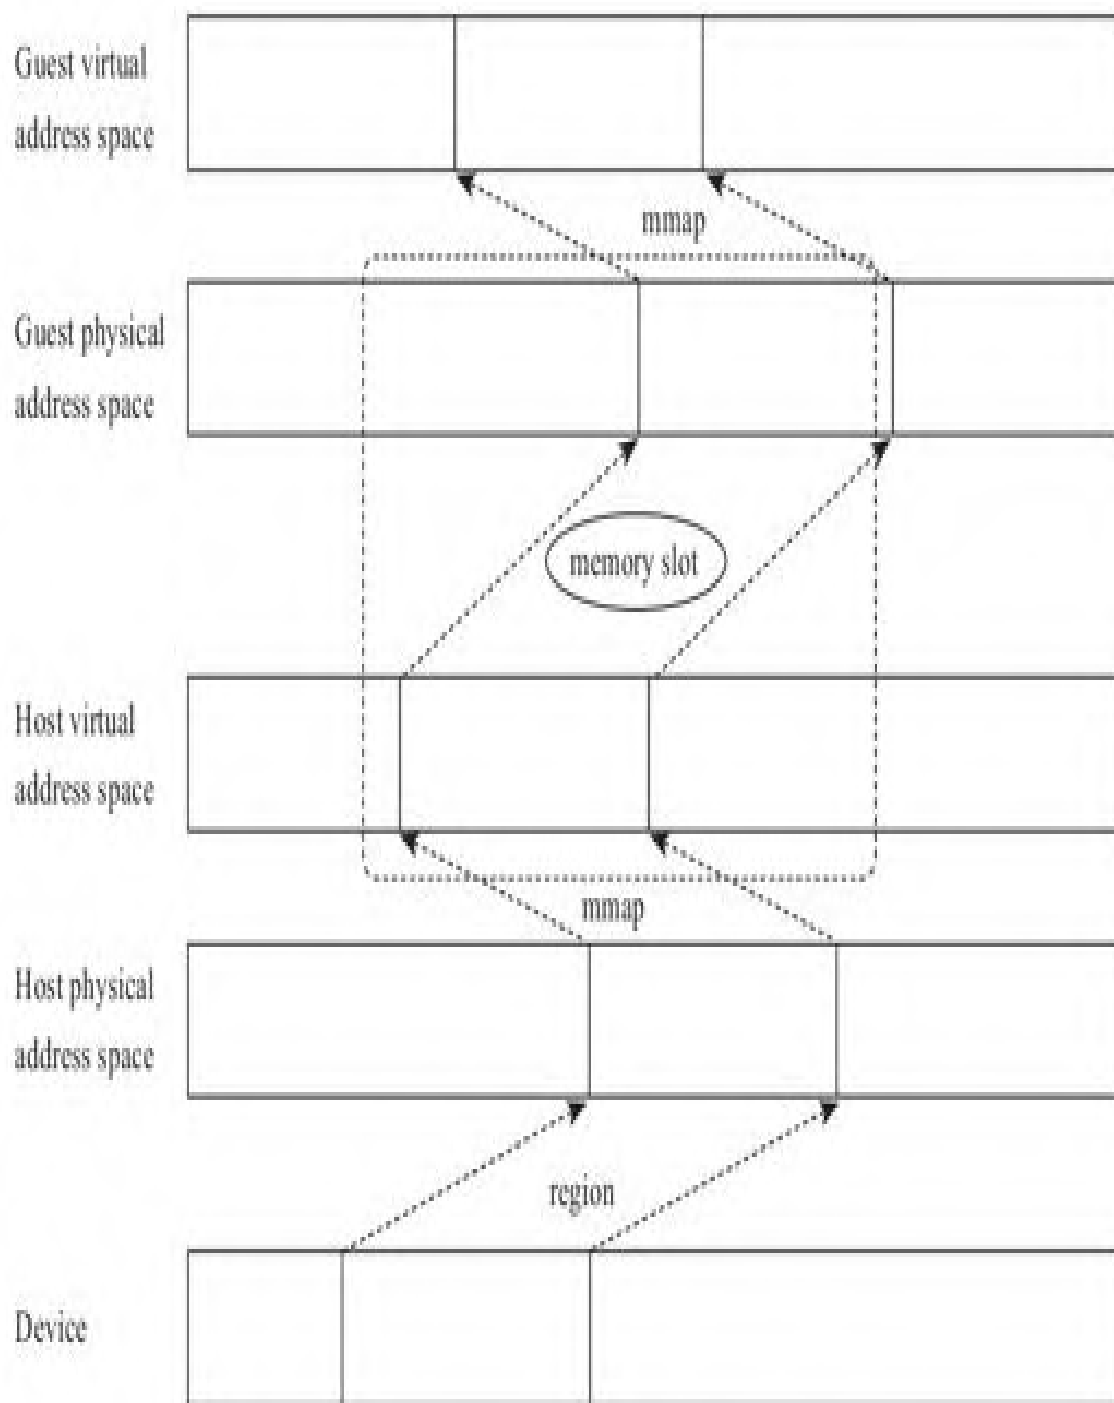 Guest virtual
address space
mmap
Guest physical
address space
memory slot
Host virtual
address space
mmap
Host physical
address space
region
Device